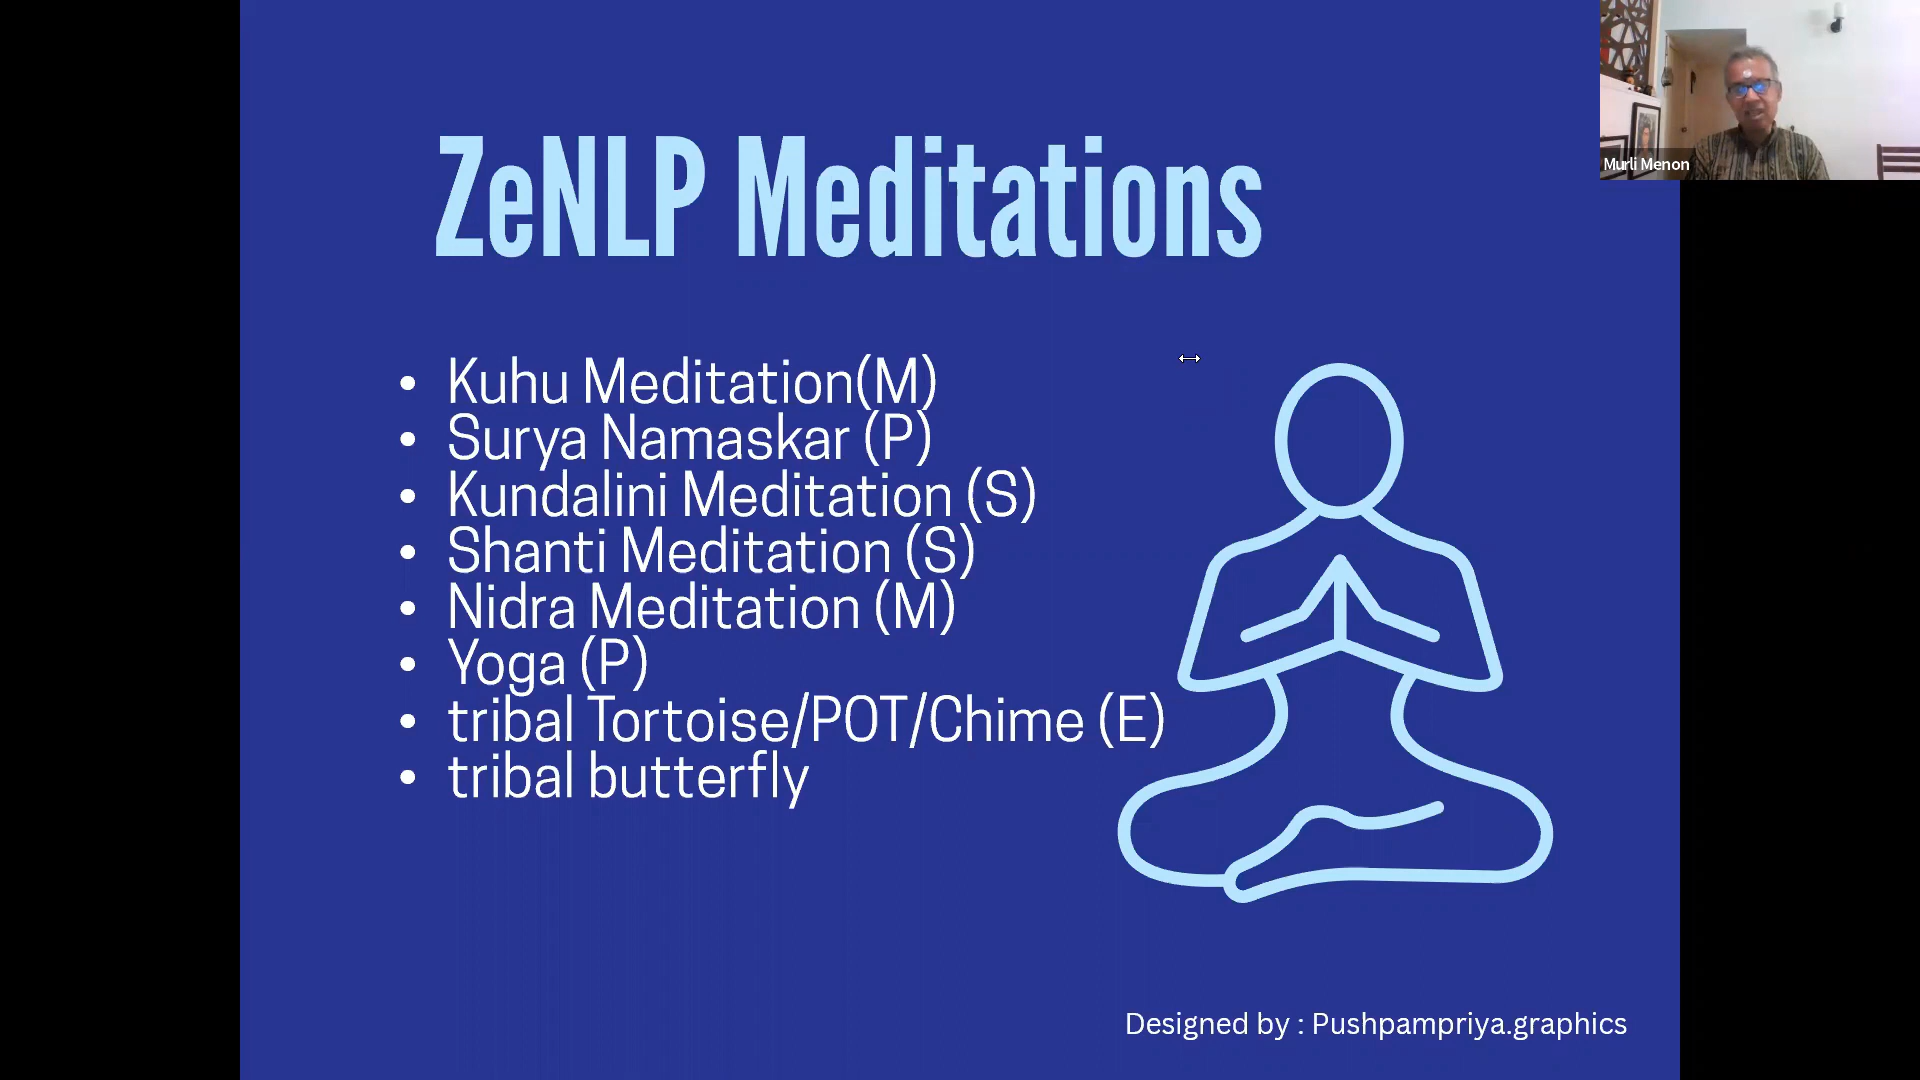 ZeNLP Meditations
Murli Menon
• Kuhu Meditation(M)
• Surya Namaskar (P)
• Kundalini Meditation (S)
• Shanti Meditation (S)
• Nidra Meditation (M)
• Yoga (P)
• tribal Tortoise/POT/Chime (E)
• tribal butterfly
Designed by : Pushpampriya.graphics